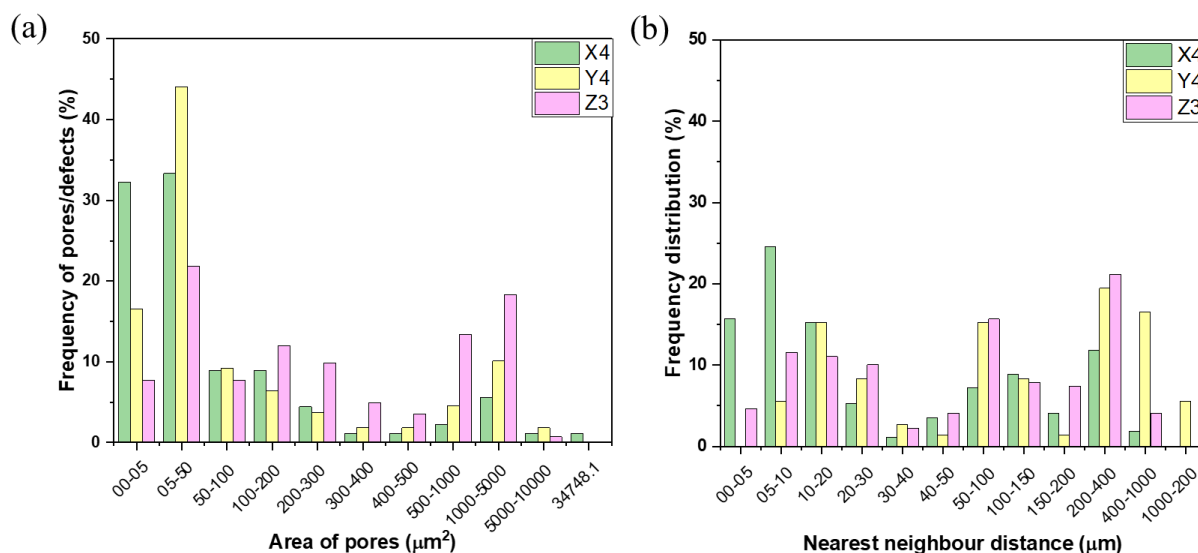 (a)
Frequency of pores/defects (%)
50
40
30
20
10
0
X4
Y4
Z3
00-05
05-50
50-100
100-200
200-300
300-400
400-500
500-1000
1000-5000
5000-10000
34748.1
Area of pores (μm²)
(b)
Frequency distribution (%)
50
40
30
20
10
0
X4
Y4
Z3
00-05
05-10
10-20
20-30
30-40
40-50
50-100
100-150
150-200
200-400
400-1000
1000-200
Nearest neighbour distance (μm)